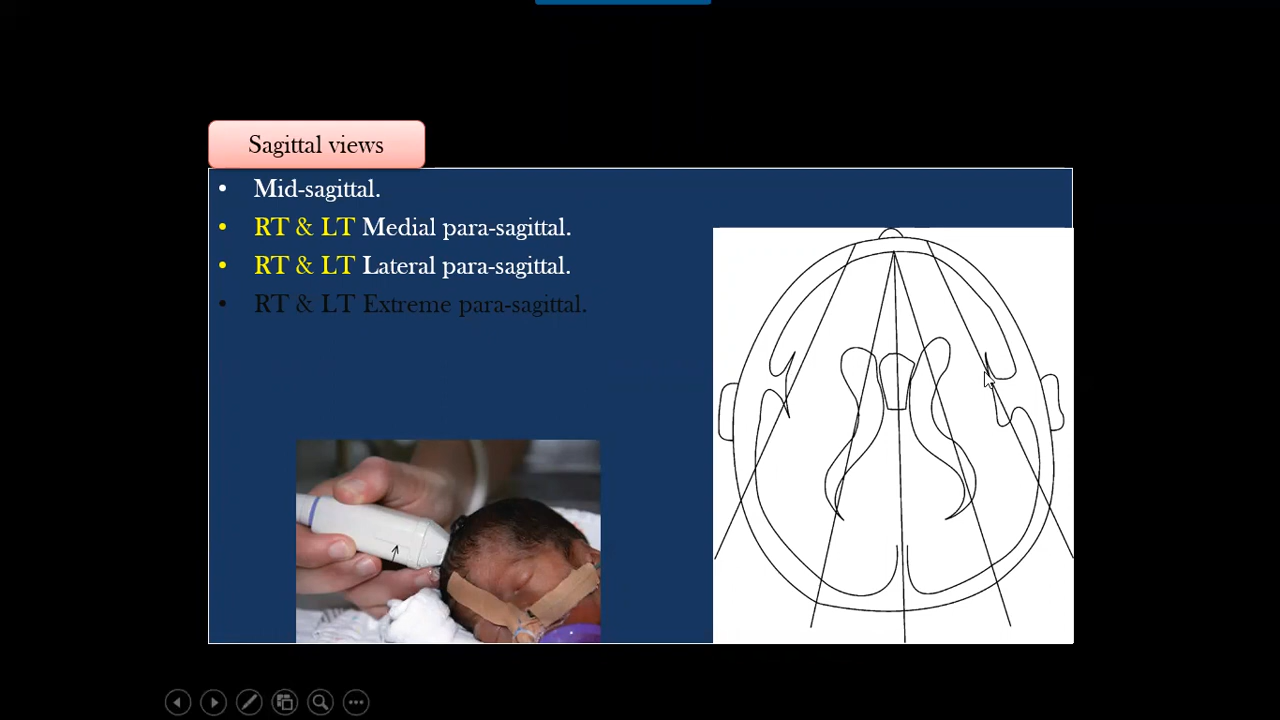 Sagittal views
• Mid-sagittal.
• RT & LT Medial para-sagittal.
• RT & LT Lateral para-sagittal.
• RT & LT Extreme para-sagittal.